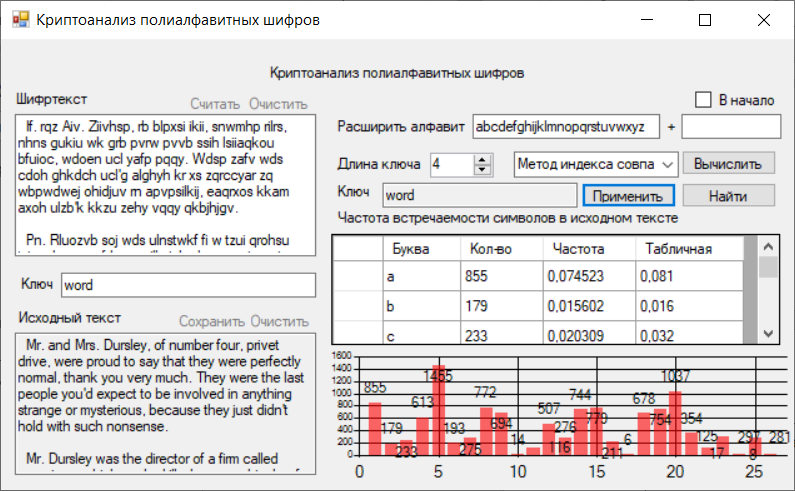 Криптоанализ полиалфавитных шифров
Криптоанализ полиалфавитных шифров
Шифртекст
Считать Очистить
If. rqz Aiv. Ziivhsp, rb blpxsi ikii, snwmhp rilrs,
nhns gukiu wk grb pvrw pvvb ssih lsiiaqkou
bfuioc, wdoen ucl yafp pqqy. Wdsp zafv wds
cdoh ghkdch ucl'g alghyh kr xs zqrccyar zq
wbpwdwej ohidjuv rn apvpsilkij, eaqrxos kkam
axoh ulzb'k kkzu zehy vqqy qkbjhjgv.
Pn. Rluozvb soj wds ulnstwkf fi w tzui qrohsu
Ключ
word
Исходный текст
Сохранить Очистить
Mr. and Mrs. Dursley, of number four, privet
drive, were proud to say that they were perfectly
normal, thank you very much. They were the last
people you'd expect to be involved in anything
strange or mysterious, because they just didn't
hold with such nonsense.
Mr. Dursley was the director of a firm called
В начало
Расширить алфавит
abcdefghijklmnopqrstuvwxyz
+
Длина ключа
4
Метод индекса совпа
Вычислить
Ключ
word
Применить
Найти
Частота встречаемости символов в исходном тексте
Буква Кол-во Частота Табличная
a 855 0,074523 0,081
b 179 0,015602 0,016
c 233 0,020309 0,032
1600
1400
1200
1000
800
600
400
200
0
855 179 233 613 1455 193 275 772 694 14 116 507 276 744 770 211 6 678 754 1037 354 125 17 297 8 281
0 5 10 15 20 25